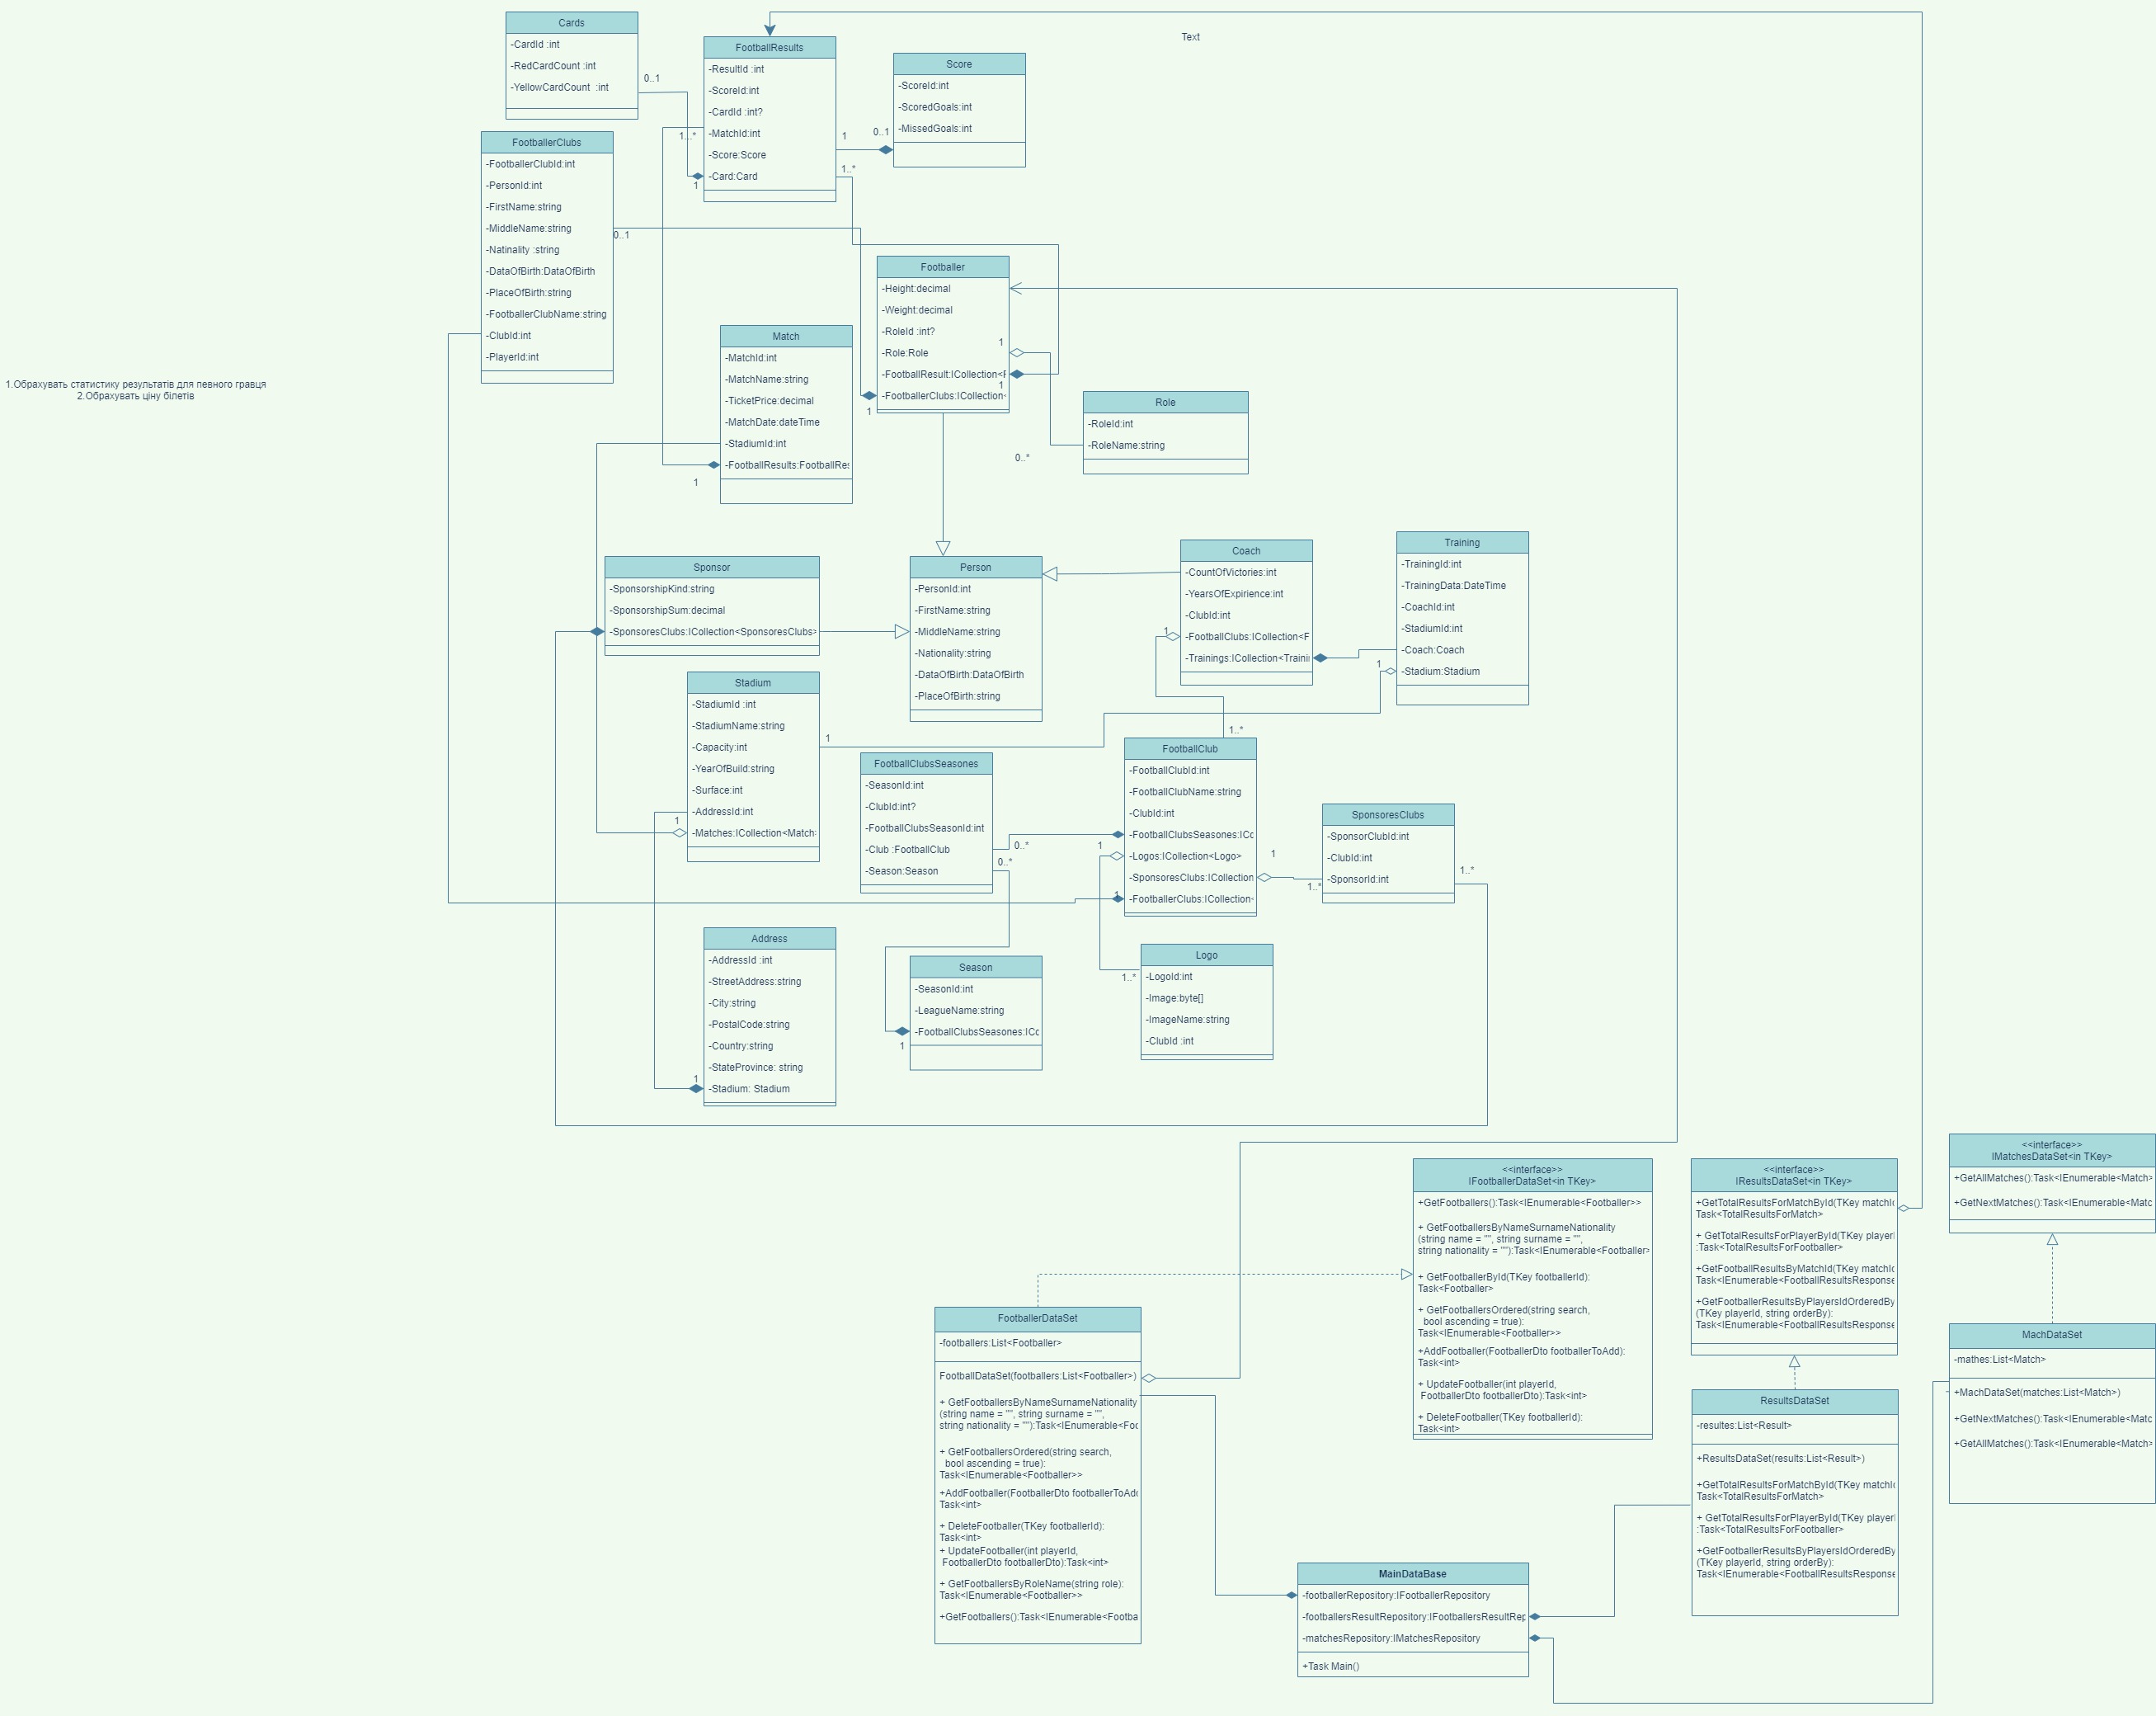 Cards
-CardId :int
-RedCardCount :int
-YellowCardCount  :int
0..1
FootballResults
-ResultId :int
-ScoreId:int
-CardId :int?
-MatchId:int
-Score:Score
-Card:Card
1...*
1
1
0..1
1..*
Text
Score
-ScoreId:int
-ScoredGoals:int
-MissedGoals:int
FootballerClubs
-FootballerClubId:int
-PersonId:int
-FirstName:string
-MiddleName:string
-Natinality :string
-DataOfBirth:DataOfBirth
-PlaceOfBirth:string
-FootballerClubName:string
-ClubId:int
-PlayerId:int
0..1
1.Обрахувать статистику результатів для певного гравця
2.Обрахувать ціну білетів
Footballer
-Height:decimal
-Weight:decimal
-RoleId :int?
-Role:Role
-FootballResult:ICollection<F
-FootballerClubs:ICollection<
1
1
1
Match
-MatchId:int
-MatchName:string
-TicketPrice:decimal
-MatchDate:dateTime
-StadiumId:int
-FootballResults:FootballRes
1
Role
-RoleId:int
-RoleName:string
0..*
Sponsor
-SponsorshipKind:string
-SponsorshipSum:decimal
-SponsoresClubs:ICollection<SponsoresClubs>
Person
-PersonId:int
-FirstName:string
-MiddleName:string
-Nationality:string
-DataOfBirth:DataOfBirth
-PlaceOfBirth:string
Coach
-CountOfVictories:int
-YearsOfExpirience:int
-ClubId:int
-FootballClubs:ICollection<F
-Trainings:ICollection<Traini
1
Training
-TrainingId:int
-TrainingData:DateTime
-CoachId:int
-StadiumId:int
-Coach:Coach
-Stadium:Stadium
1
Stadium
-StadiumId :int
-StadiumName:string
-Capacity:int
-YearOfBuild:string
-Surface:int
-AddressId:int
-Matches:ICollection<Match>
1
1
FootballClubsSeasones
-SeasonId:int
-ClubId:int?
-FootballClubsSeasonId:int
-Club :FootballClub
-Season:Season
0..*
0..*
1..*
FootballClub
-FootballClubId:int
-FootballClubName:string
-ClubId:int
-FootballClubsSeasones:ICo
-Logos:ICollection<Logo>
-SponsoresClubs:ICollection
-FootballerClubs:ICollection<
1
1
1
1..*
SponsoresClubs
-SponsorClubId:int
-ClubId:int
-SponsorId:int
1..*
Address
-AddressId :int
-StreetAddress:string
-City:string
-PostalCode:string
-Country:string
-StateProvince: string
-Stadium: Stadium
1
Season
-SeasonId:int
-LeagueName:string
-FootballClubsSeasones:ICo
1
Logo
-LogoId:int
-Image:byte[]
-ImageName:string
-ClubId :int
1..*
<<interface>>
IFootballerDataSet<in TKey>
+GetFootballers():Task<IEnumerable<Footballer>>
+ GetFootballersByNameSurnameNationality
(string name = "", string surname = "",
string nationality = ""):Task<IEnumerable<Footballer>
+ GetFootballerById(TKey footballerId):
Task<Footballer>
+ GetFootballersOrdered(string search,
bool ascending = true):
Task<IEnumerable<Footballer>>
+AddFootballer(FootballerDto footballerToAdd):
Task<int>
+ UpdateFootballer(int playerId,
FootballerDto footballerDto):Task<int>
+ DeleteFootballer(TKey footballerId):
Task<int>
<<interface>>
IResultsDataSet<in TKey>
+GetTotalResultsForMatchById(TKey matchId
Task<TotalResultsForMatch>
+ GetTotalResultsForPlayerById(TKey playerI
:Task<TotalResultsForFootballer>
+GetFootballResultsByMatchId(TKey matchId
Task<IEnumerable<FootballResultsResponse
+GetFootballerResultsByPlayersIdOrderedBy
(TKey playerId, string orderBy):
Task<IEnumerable<FootballResultsResponse
<<interface>>
IMatchesDataSet<in TKey>
+GetAllMatches():Task<IEnumerable<Match>
+GetNextMatches():Task<IEnumerable<Matc
FootballerDataSet
-footballers:List<Footballer>
FootballDataSet(footballers:List<Footballer>)
+ GetFootballersByNameSurnameNationality
(string name = "", string surname = "",
string nationality = ""):Task<IEnumerable<Foo
+ GetFootballersOrdered(string search,
bool ascending = true):
Task<IEnumerable<Footballer>>
+AddFootballer(FootballerDto footballerToAdd
Task<int>
+ DeleteFootballer(TKey footballerId):
Task<int>
+ UpdateFootballer(int playerId,
FootballerDto footballerDto):Task<int>
+ GetFootballersByRoleName(string role):
Task<IEnumerable<Footballer>>
+GetFootballers():Task<IEnumerable<Footba
ResultsDataSet
-resultes:List<Result>
+ResultsDataSet(results:List<Result>)
+GetTotalResultsForMatchById(TKey matchId
Task<TotalResultsForMatch>
+ GetTotalResultsForPlayerById(TKey playerI
:Task<TotalResultsForFootballer>
+GetFootballerResultsByPlayersIdOrderedBy
(TKey playerId, string orderBy):
Task<IEnumerable<FootballResultsResponse
MachDataSet
-mathes:List<Match>
+MachDataSet(matches:List<Match>)
+GetNextMatches():Task<IEnumerable<Matc
+GetAllMatches():Task<IEnumerable<Match>
MainDataBase
-footballerRepository:IFootballerRepository
-footballersResultRepository:IFootballersResultRep
-matchesRepository:IMatchesRepository
+Task Main()